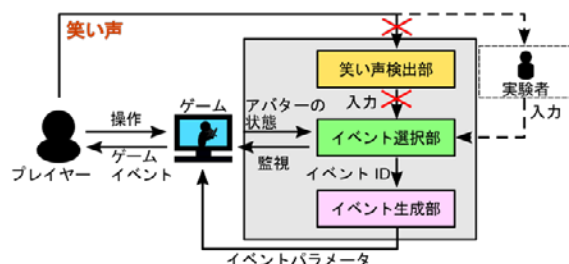 笑い声
笑い声検出部
実験者
入力
入力
ゲーム
アバターの
状態
操作
イベント選択部
ゲーム
イベント
監視
プレイヤー
イベント ID
イベント生成部
イベントパラメータ